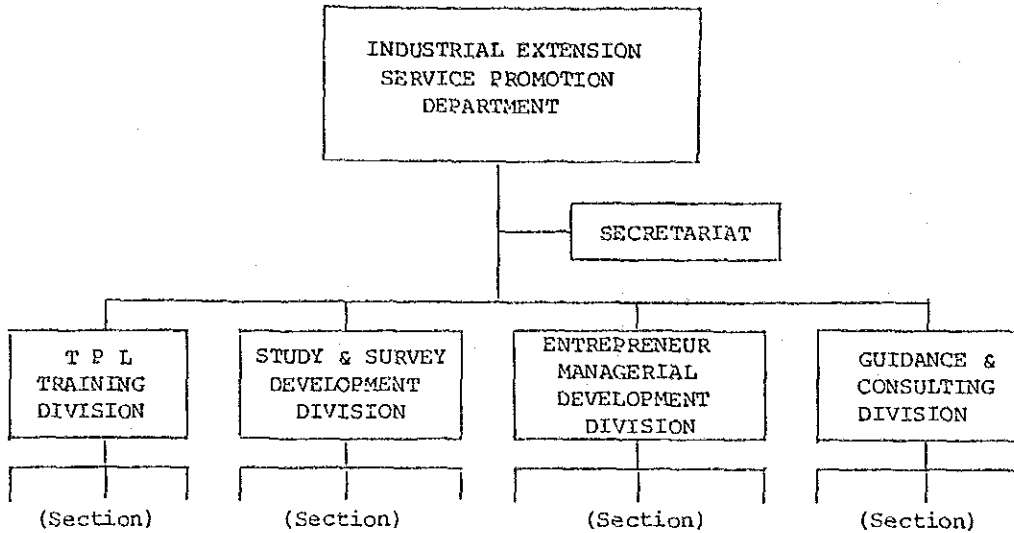 INDUSTRIAL EXTENSION
SERVICE PROMOTION
DEPARTMENT
SECRETARIAT
T P L
TRAINING
DIVISION
STUDY & SURVEY
DEVELOPMENT
DIVISION
ENTREPRENEUR
MANAGERIAL
DEVELOPMENT
DIVISION
GUIDANCE &
CONSULTING
DIVISION
(Section)
(Section)
(Section)
(Section)